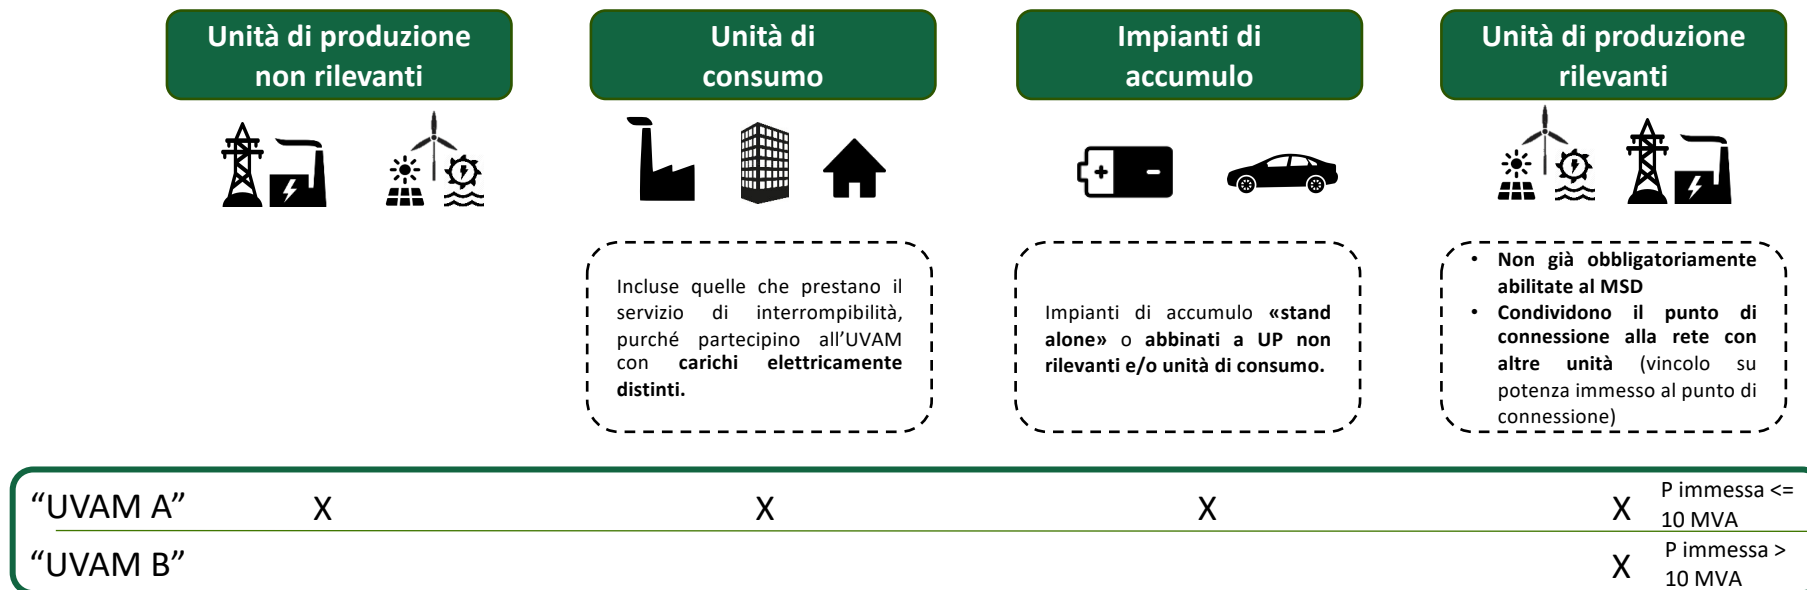 Unità di produzione
non rilevanti
Unità di
consumo
Impianti di
accumulo
Unità di produzione
rilevanti
Incluse quelle che prestano il
servizio di interrompibilità,
purché partecipino all'UVAM
con carichi elettricamente
distinti.
Impianti di accumulo «stand
alone» o abbinati a UP non
rilevanti e/o unità di consumo.
• Non già obbligatoriamente
abilitate al MSD
• Condividono il punto di
connessione alla rete con
altre unità (vincolo su
potenza immesso al punto di
connessione)
"UVAM A" X X X X P immessa <=
10 MVA
"UVAM B" X P immessa >
10 MVA